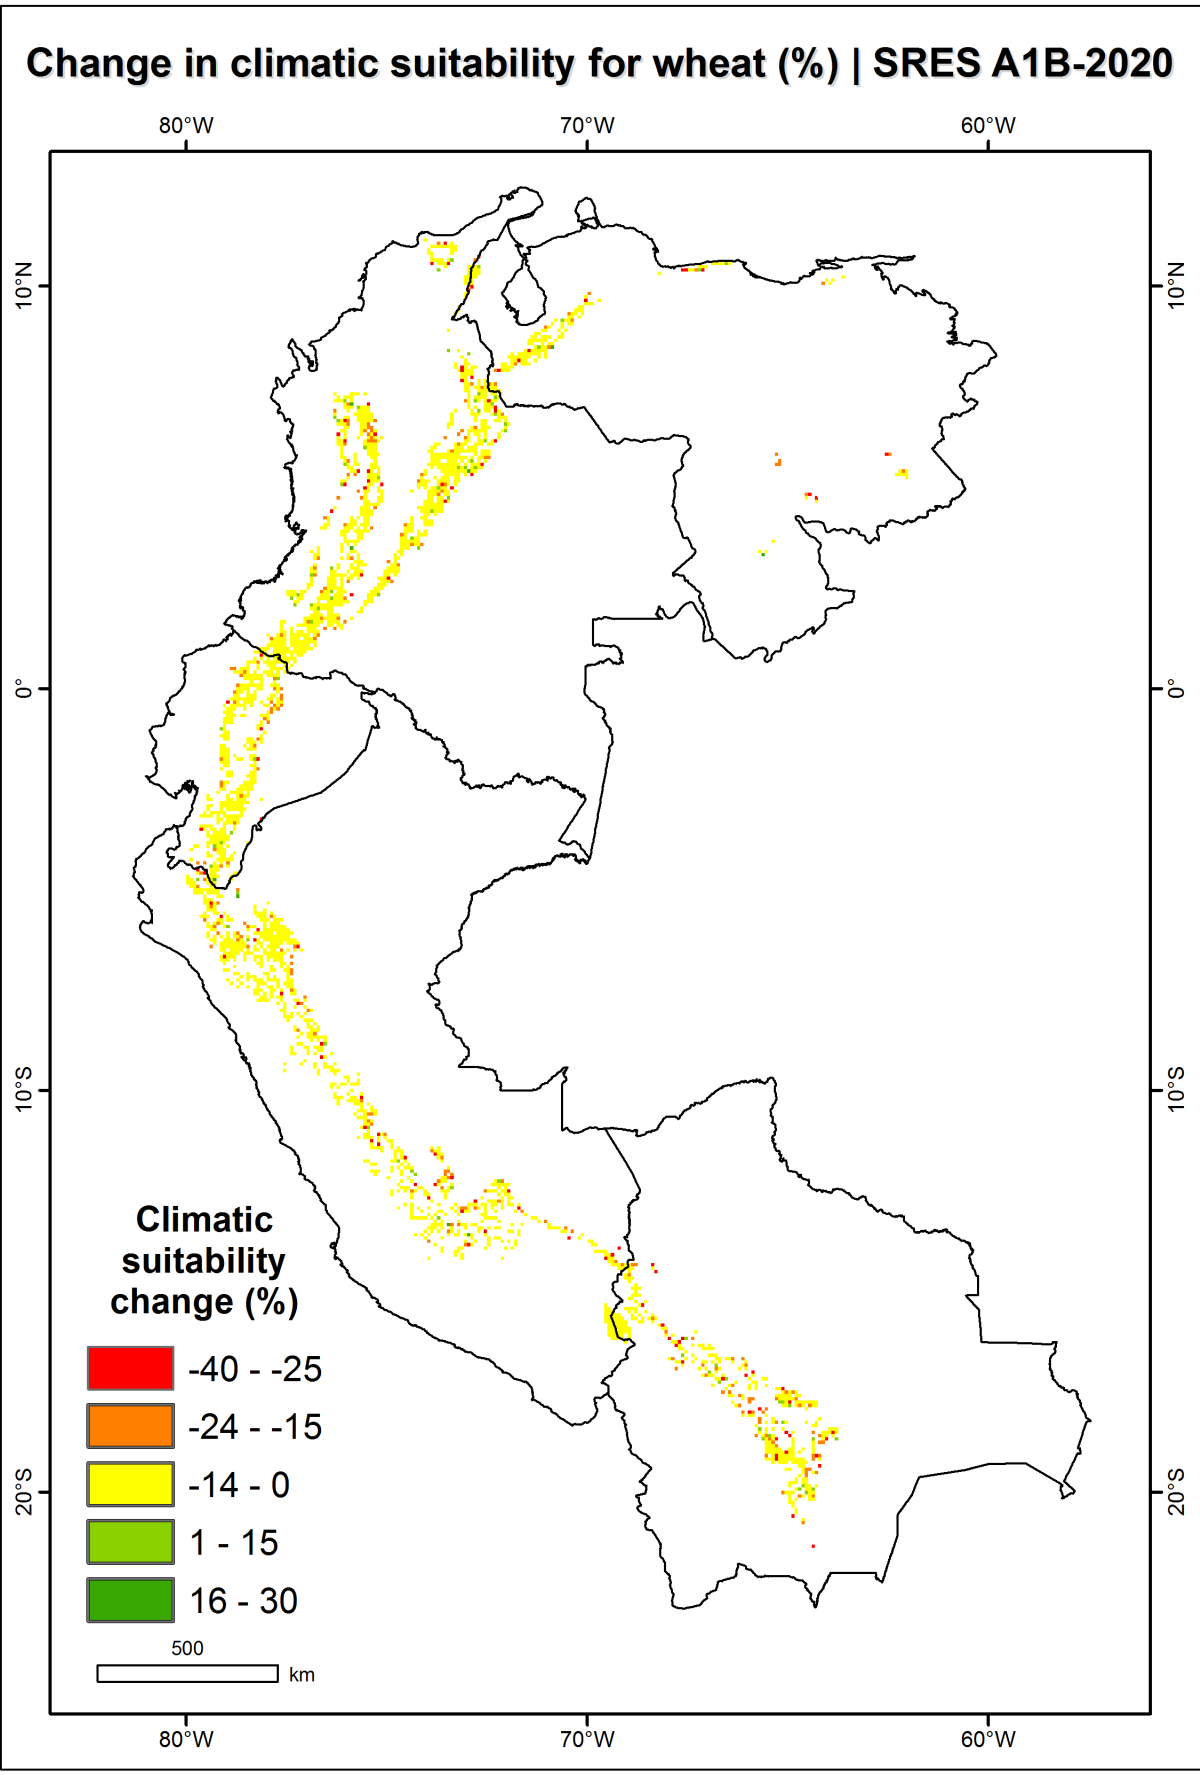 Change in climatic suitability for wheat (%) | SRES A1B-2020
80°W 70°W 60°W
10°N 10°N
0° 0°
10°S 10°S
20°S 20°S
Climatic
suitability
change (%)
-40 - -25
-24 - -15
-14 - 0
1 - 15
16 - 30
500
km
80°W 70°W 60°W